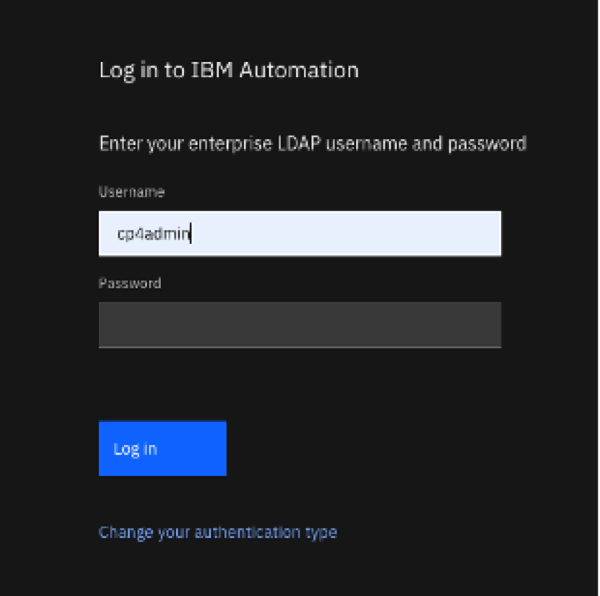 Log in to IBM Automation
Enter your enterprise LDAP username and password
Username
cp4admin
Password
Log in
Change your authentication type